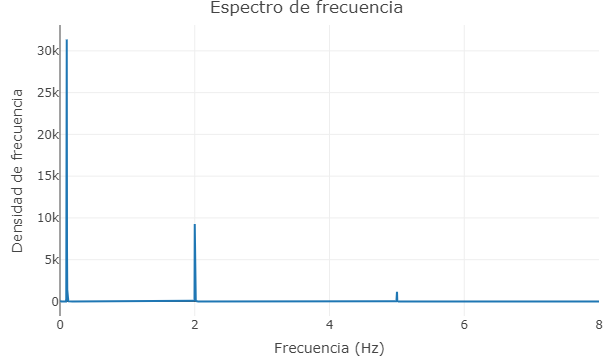 Espectro de frecuencia
30k
25k
20k
15k
10k
5k
0
Densidad de frecuencia
0 2 4 6 8
Frecuencia (Hz)